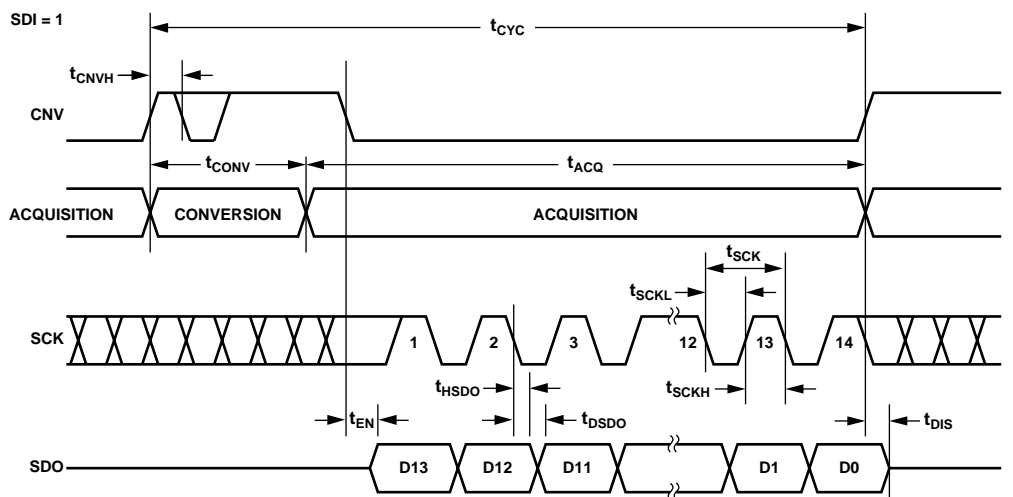 SDI = 1
tCYC
tCNVH
CNV
tCONV
tACQ
ACQUISITION
CONVERSION
ACQUISITION
tSCK
tSCKL
SCK
1
2
3
12
13
14
tHSDO
tSCKH
tEN
tDSDO
tDIS
SDO
D13
D12
D11
D1
D0